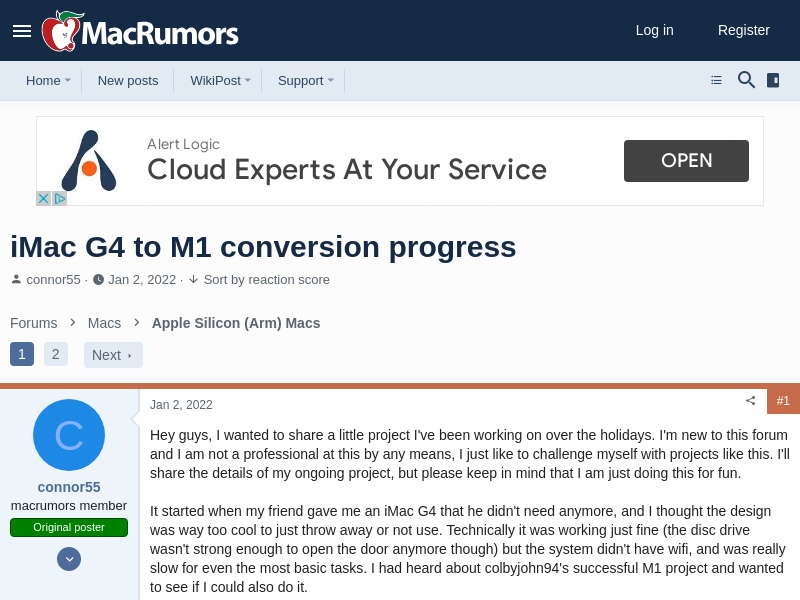 MacRumors
Log in
Register
Home
New posts
WikiPost
Support
Alert Logic
Cloud Experts At Your Service
OPEN
iMac G4 to M1 conversion progress
connor55 · Jan 2, 2022 · Sort by reaction score
Forums
Macs
Apple Silicon (Arm) Macs
1
2
Next
C
connor55
macrumors member
Original poster
Jan 2, 2022
#1
Hey guys, I wanted to share a little project I've been working on over the holidays. I'm new to this forum
and I am not a professional at this by any means, I just like to challenge myself with projects like this. I'll
share the details of my ongoing project, but please keep in mind that I am just doing this for fun.
It started when my friend gave me an iMac G4 that he didn't need anymore, and I thought the design
was way too cool to just throw away or not use. Technically it was working just fine (the disc drive
wasn't strong enough to open the door anymore though) but the system didn't have wifi, and was really
slow for even the most basic tasks. I had heard about colbyjohn94's successful M1 project and wanted
to see if I could also do it.